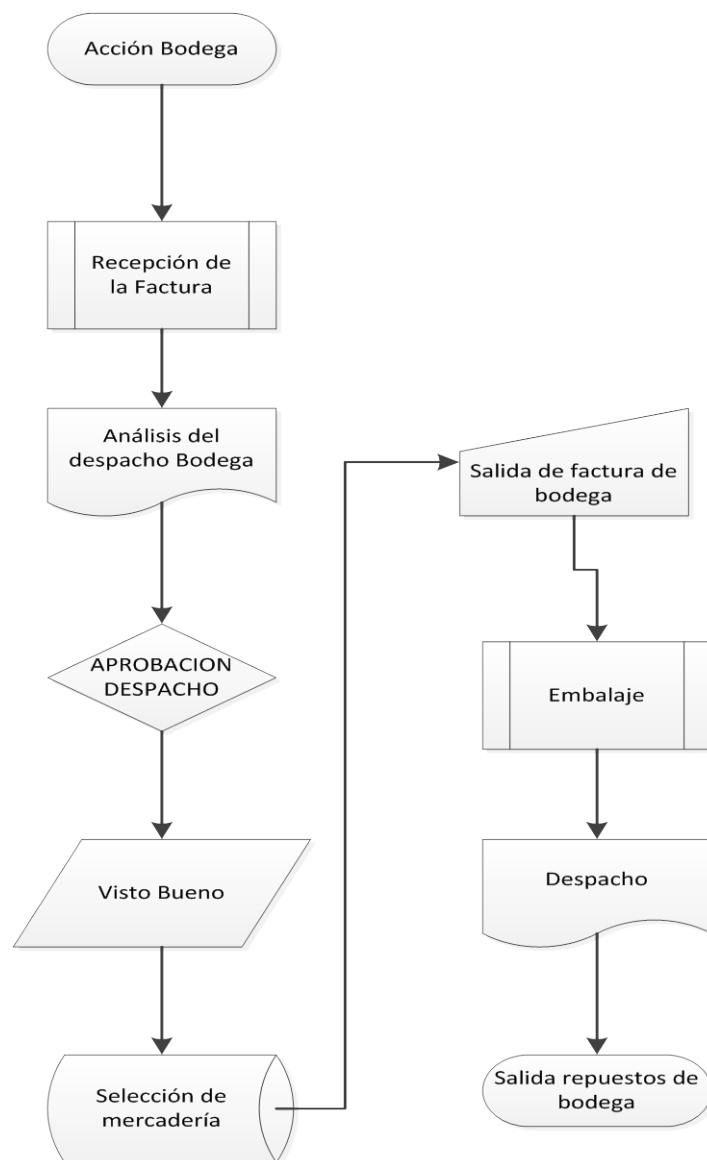 Acción Bodega
Recepción de
la Factura
Análisis del
despacho Bodega
APROBACION
DESPACHO
Visto Bueno
Selección de
mercadería
Salida de factura de
bodega
Embalaje
Despacho
Salida repuestos de
bodega